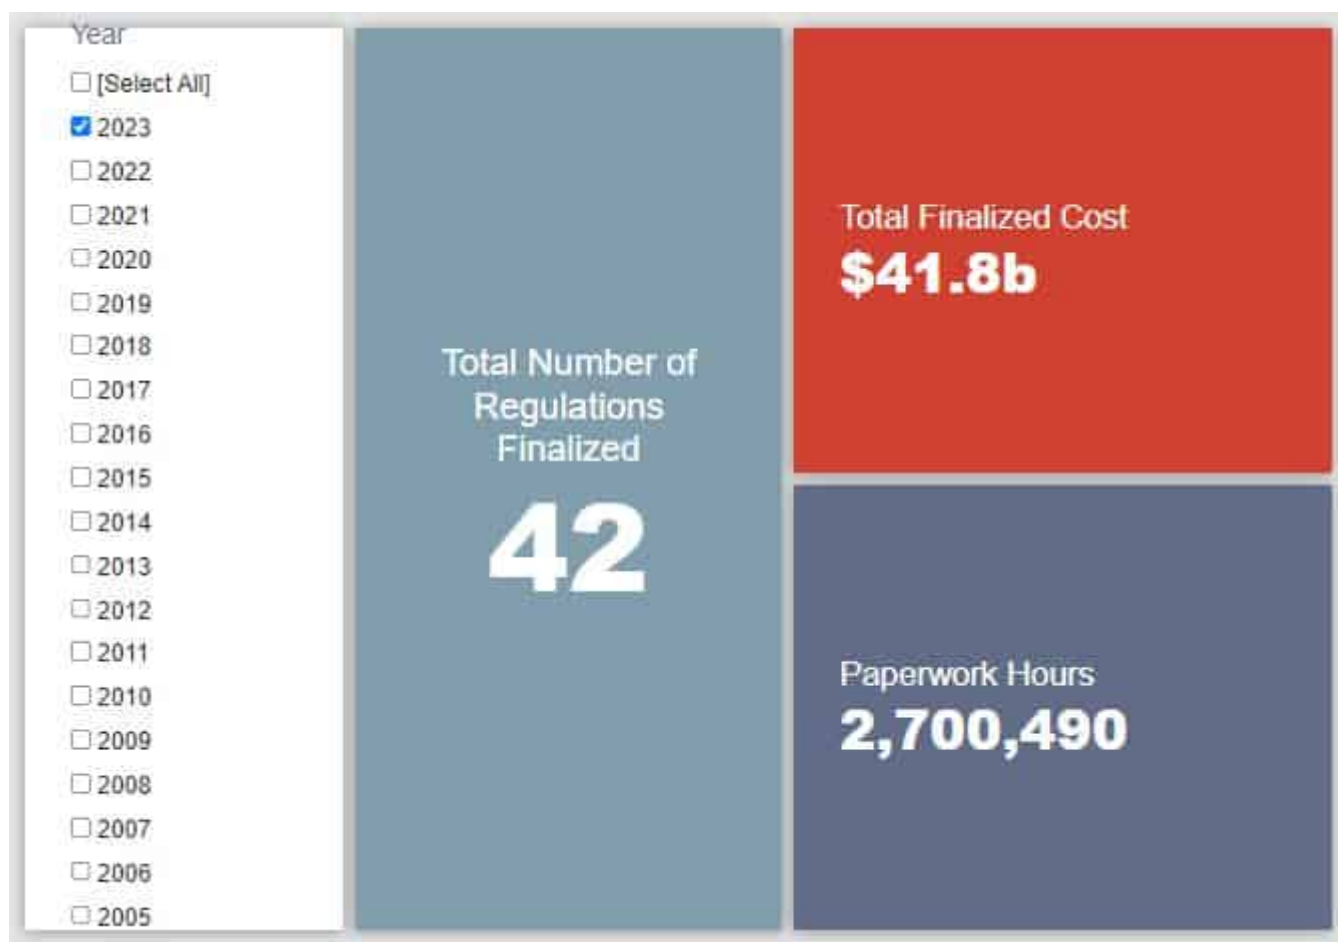 Year
[Select All]
2023
2022
2021
2020
2019
2018
2017
2016
2015
2014
2013
2012
2011
2010
2009
2008
2007
2006
2005
Total Number of
Regulations
Finalized
42
Total Finalized Cost
$41.8b
Paperwork Hours
2,700,490